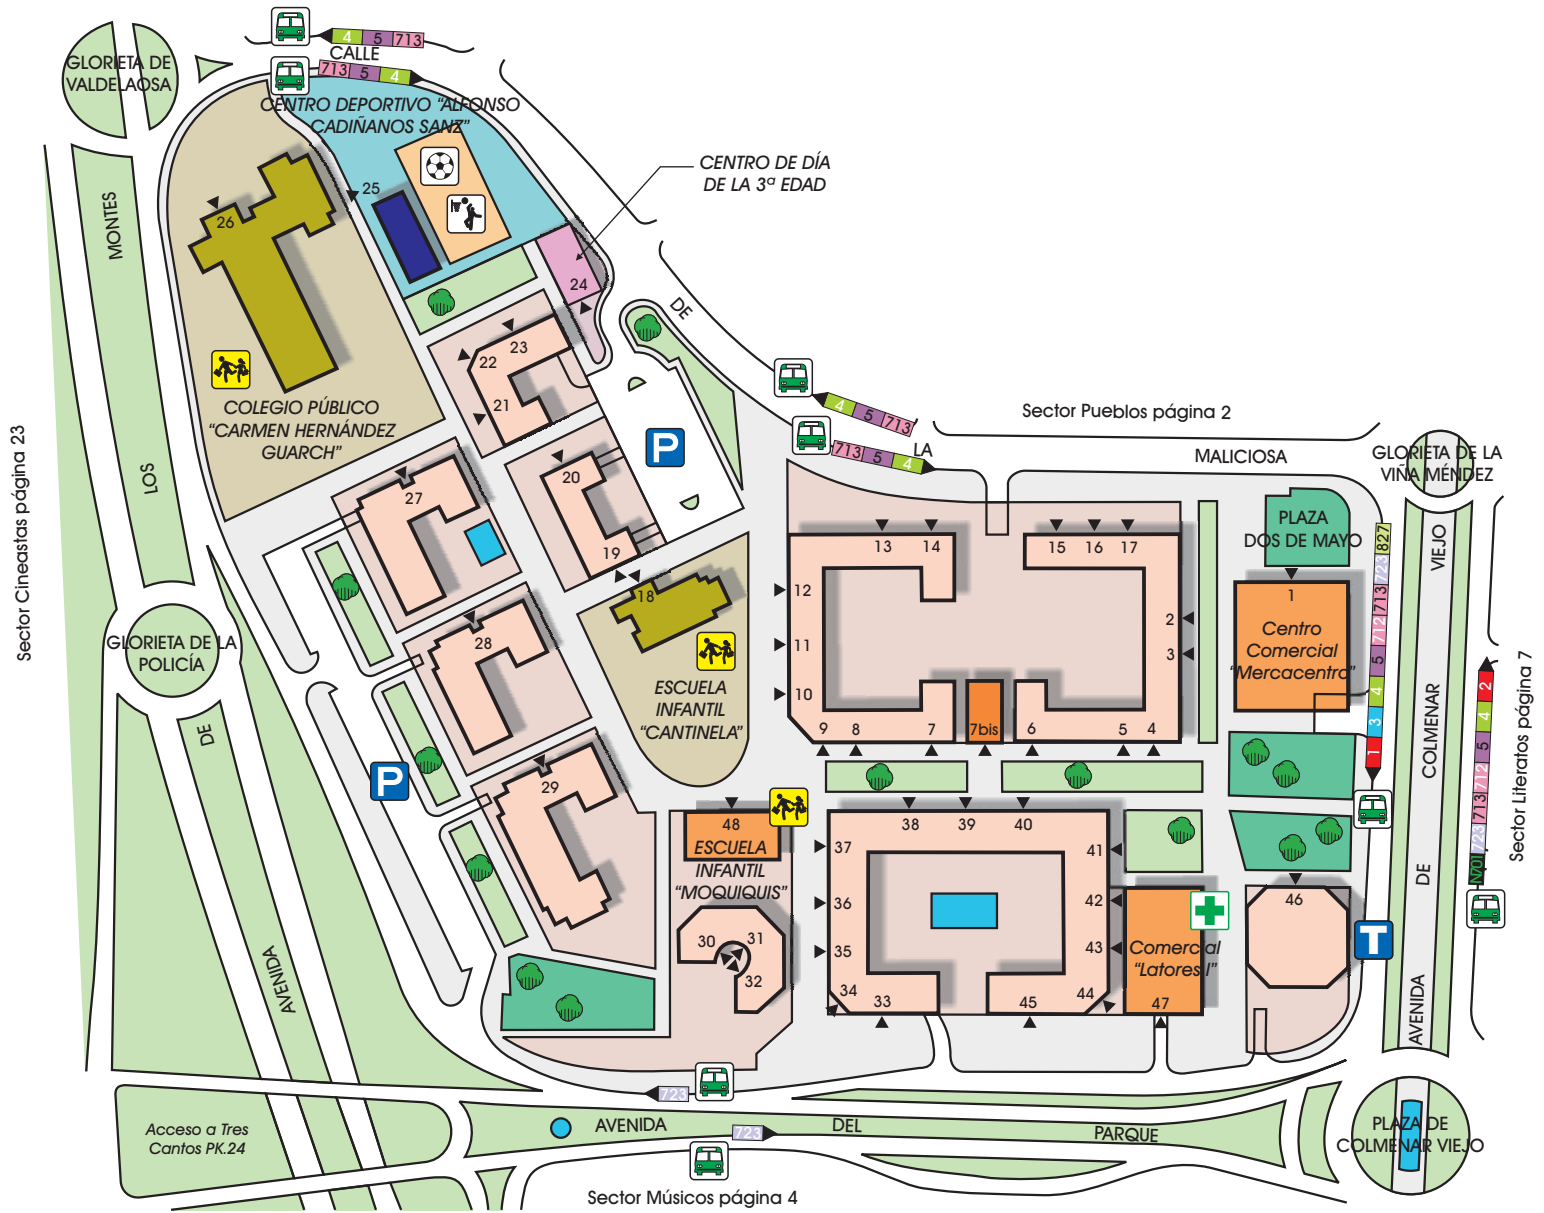 4 5 713
CALLE
713 5 4
GLORIETA DE
VALDELAOSA
CENTRO DEPORTIVO "ALFONSO
CADIÑANOS SANZ"
CENTRO DE DÍA
DE LA 3ª EDAD
25
26
24
MONTES
LOS
DE
AVENIDA
COLEGIO PÚBLICO
"CARMEN HERNÁNDEZ
GUARCH"
23
22
21
DE
4 5 713
713 5 4
LA
MALICIOSA
Sector Pueblos página 2
GLORIETA DE LA
VIÑA MÉNDEZ
Sector Cineastas página 23
P
20
19
27
18
28
29
GLORIETA DE LA
POLICÍA
P
ESCUELA
INFANTIL
"CANTINELA"
13
14
15
16
17
12
11
10
9
8
7
7bis
6
5
4
2
3
PLAZA
DOS DE MAYO
1
Centro
Comercial
"Mercacentro"
827
723
713
712
5
4
3
1
VIEJO
COLMENAR
DE
AVENIDA
2
4
5
712
713
723
N701
Sector Literatos página 7
48
ESCUELA
INFANTIL
"MOQUIQUIS"
30
31
32
38
39
40
37
36
35
34
33
41
42
43
44
45
Comercial
"Latores I"
47
46
T
723
Acceso a Tres
Cantos PK.24
AVENIDA
DEL
PARQUE
723
PLAZA DE
COLMENAR VIEJO
Sector Músicos página 4